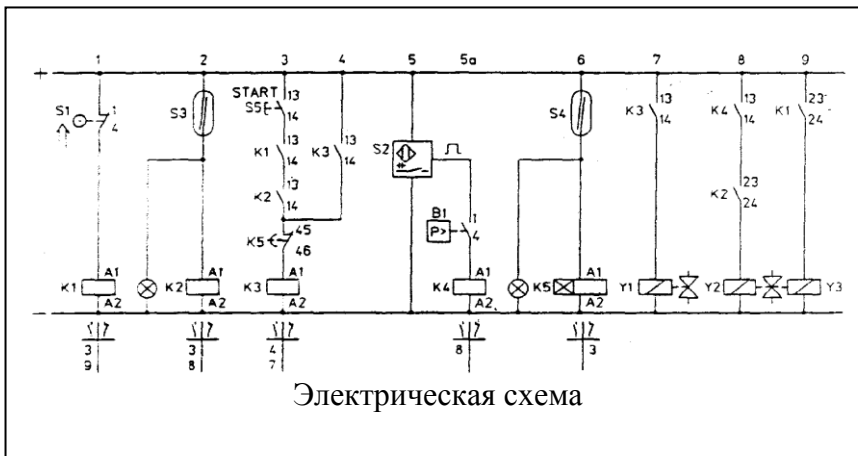 1 2 3 4 5 5a 6 7 8 9
+
START 13
S1 1 S3 S5 14 S4 K3 13 K4 13 K1 23
4 14 14 24
K1 13 K3 13 S2
14 14
K2 13 B1 1 K2 23
14 P> 4 24
K5 45
46
K1 A1 K2 A1 K3 A1 K4 A1 K5 A1 Y1 Y2 Y3
A2 A2 A2 A2 A2
-
3 3 4 8 3
9 8 7
Электрическая схема